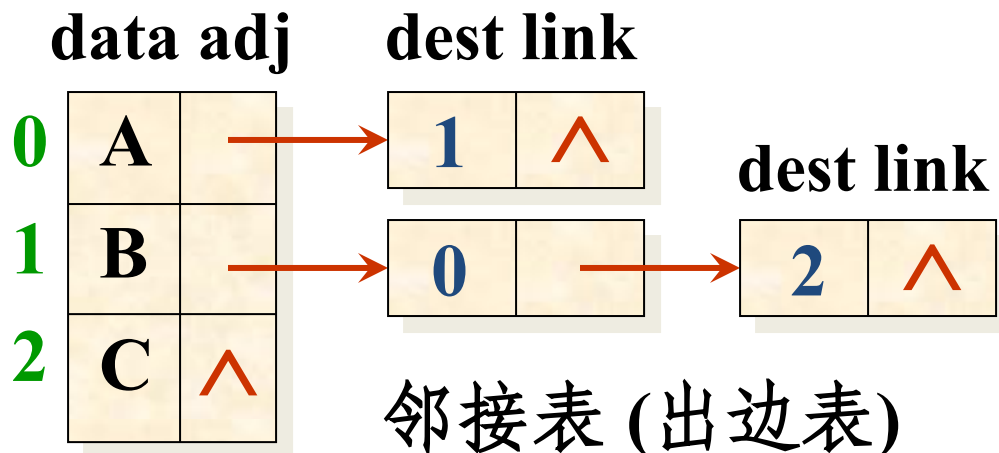 data adj dest link
0 A 1 ∧
dest link
1 B 0 2 ∧
2 C ∧
邻接表 (出边表)